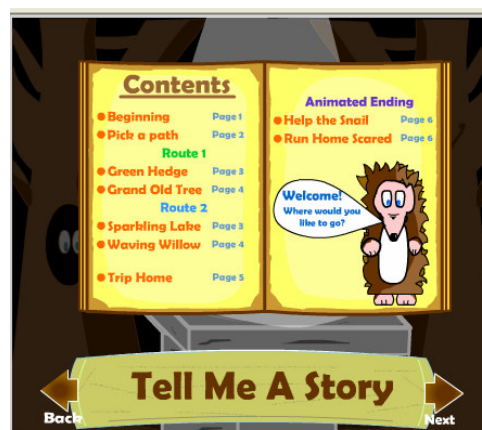 Contents
Beginning Page 1
Pick a path Page 2
Route 1
Green Hedge Page 3
Grand Old Tree Page 4
Route 2
Sparkling Lake Page 3
Waving Willow Page 4
Trip Home Page 5
Animated Ending
Help the Snail Page 6
Run Home Scared Page 6
Welcome!
Where would you
like to go?
Tell Me A Story
Back
Next